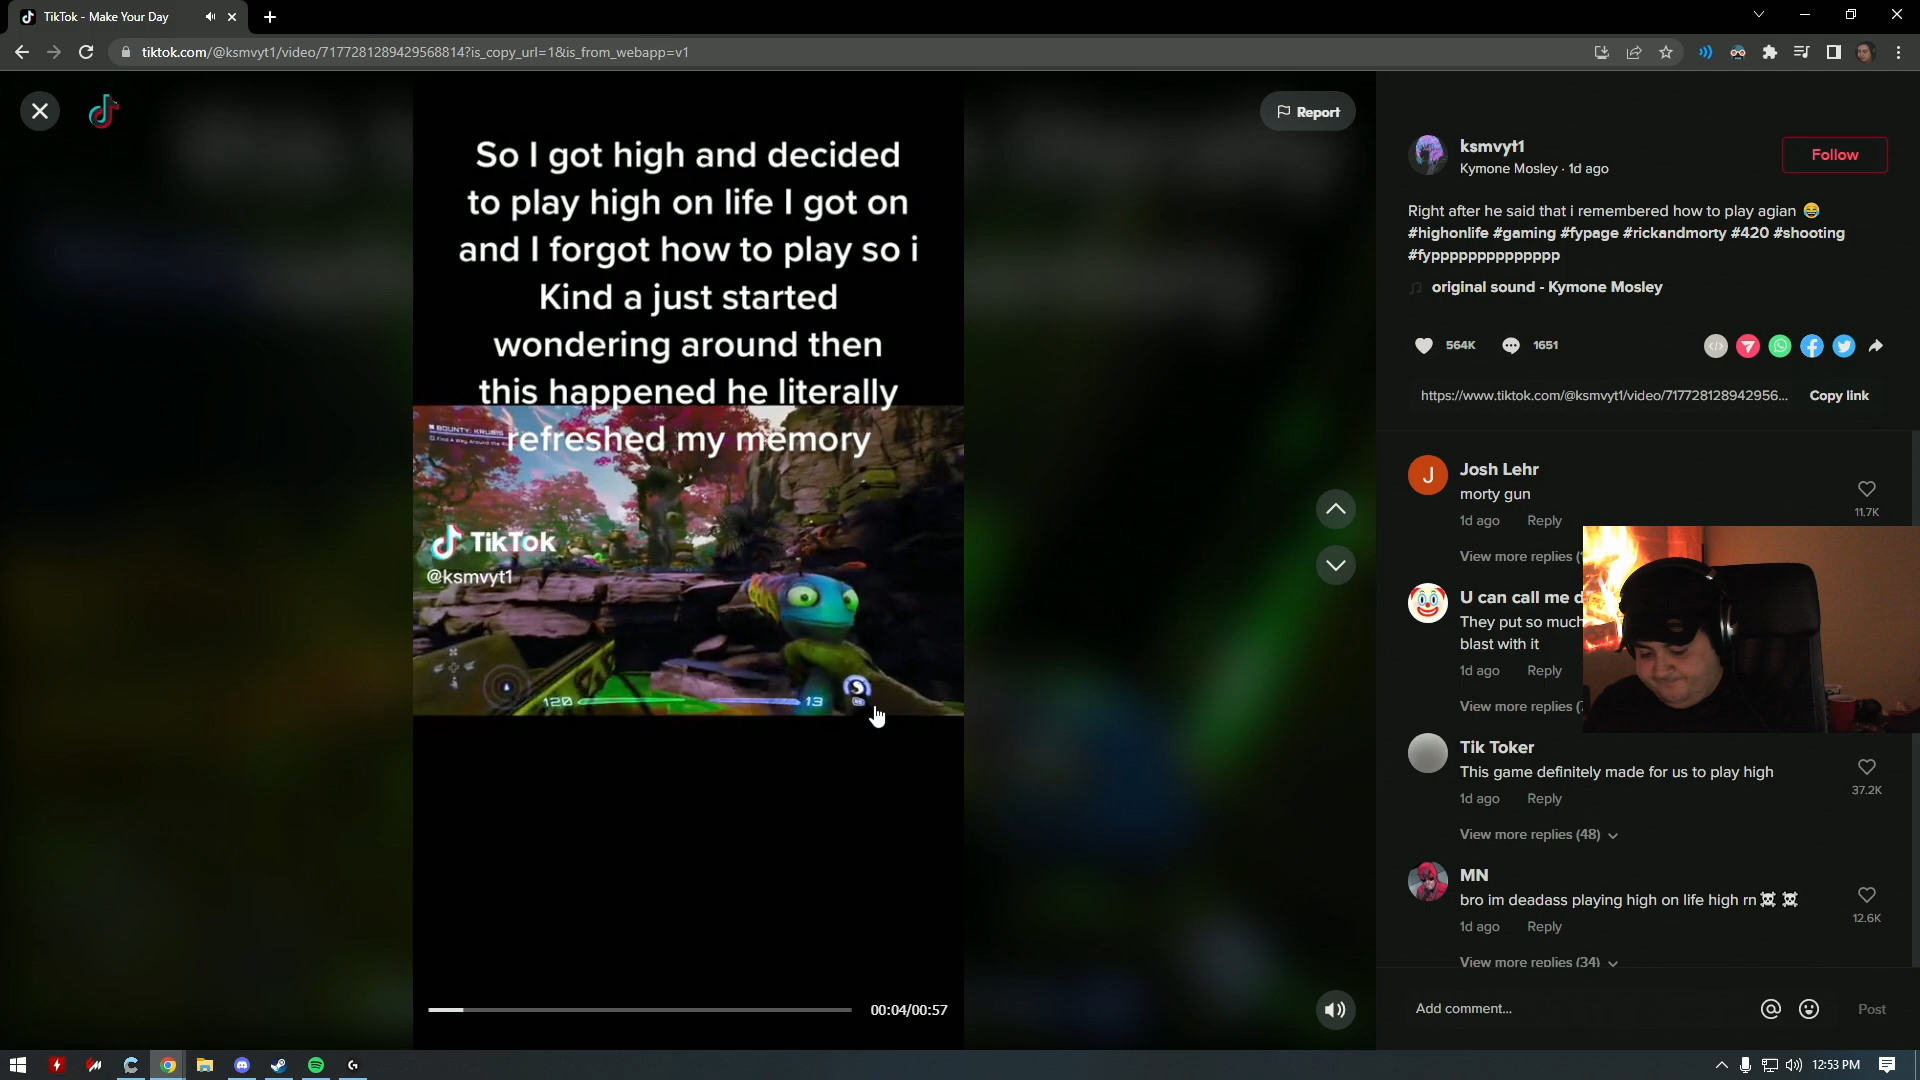 TikTok - Make Your Day
tiktok.com/@ksmvyt1/video/7177281289429568814?is_copy_url=1&is_from_webapp=v1
Report
So I got high and decided
to play high on life I got on
and I forgot how to play so i
Kind a just started
wondering around then
this happened he literally
refreshed my memory
BOUNTY: KRUBIS
Find A Way Around the
TikTok
@ksmvyt1
120
13
00:04/00:57
ksmvyt1
Kymone Mosley · 1d ago
Follow
Right after he said that i remembered how to play agian 😂
#highonlife #gaming #fypage #rickandmorty #420 #shooting
#fypppppppppppppp
original sound - Kymone Mosley
564K
1651
https://www.tiktok.com/@ksmvyt1/video/717728128942956...
Copy link
J
Josh Lehr
morty gun
1d ago
Reply
11.7K
View more replies (
U can call me d
They put so much
blast with it
1d ago
Reply
View more replies (
Tik Toker
This game definitely made for us to play high
1d ago
Reply
37.2K
View more replies (48)
MN
bro im deadass playing high on life high rn☠️ ☠️
1d ago
Reply
12.6K
View more replies (34)
Add comment...
Post
12:53 PM